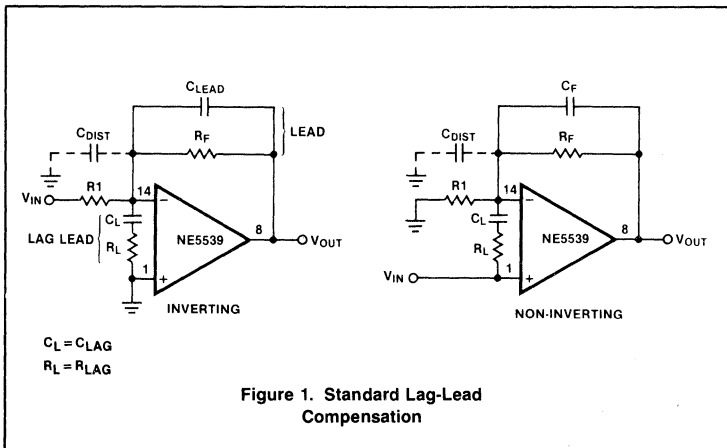 CLEAD
LEAD
CDIST
RF
VIN
R1
14
−
CL
NE5539
8
VOUT
LAG LEAD
RL
1
+
INVERTING
CF
CDIST
RF
R1
14
−
CL
NE5539
8
VOUT
RL
VIN
1
+
NON-INVERTING
CL = CLAG
RL = RLAG
Figure 1. Standard Lag-Lead
Compensation